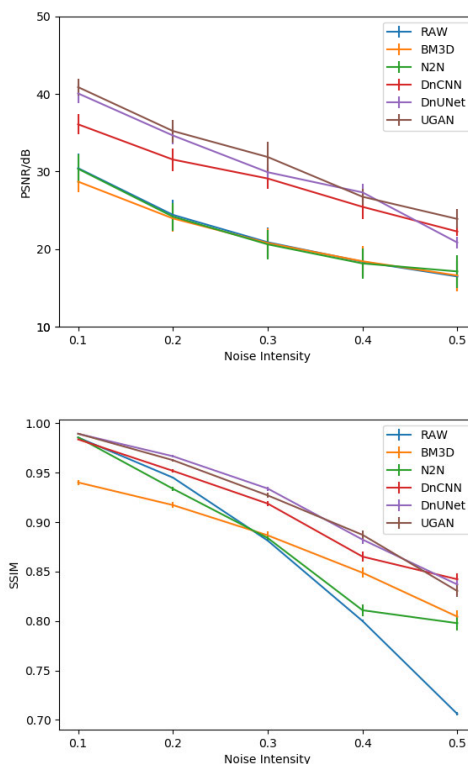 50
40
30
20
10
10
PSNR/dB
0.1 0.2 0.3 0.4 0.5
Noise Intensity
RAW
BM3D
N2N
DnCNN
DnUNet
UGAN
1.00
0.95
0.90
0.85
0.80
0.75
0.70
SSIM
0.1 0.2 0.3 0.4 0.5
Noise Intensity
RAW
BM3D
N2N
DnCNN
DnUNet
UGAN